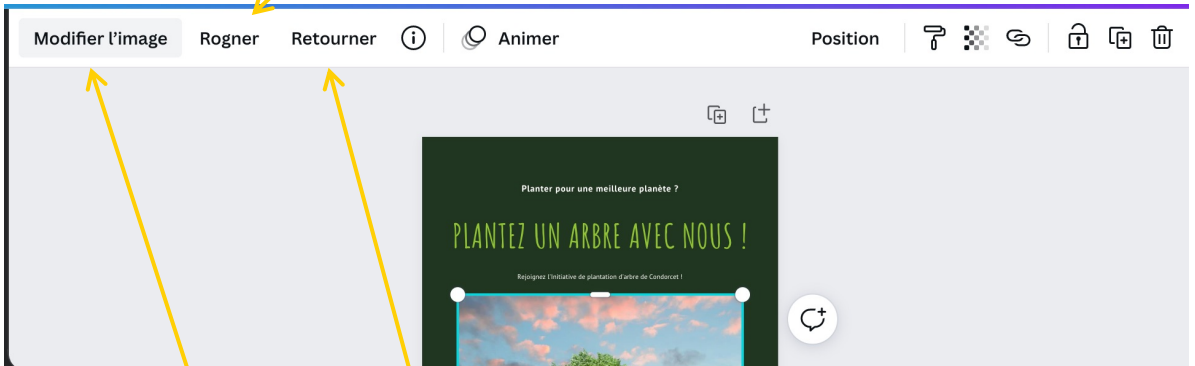 Modifier l'image Rogner Retourner Animer Position
Planter pour une meilleure planète ?
PLANTEZ UN ARBRE AVEC NOUS !
Rejoignez l'Initiative de plantation d'arbre de Condorcet !